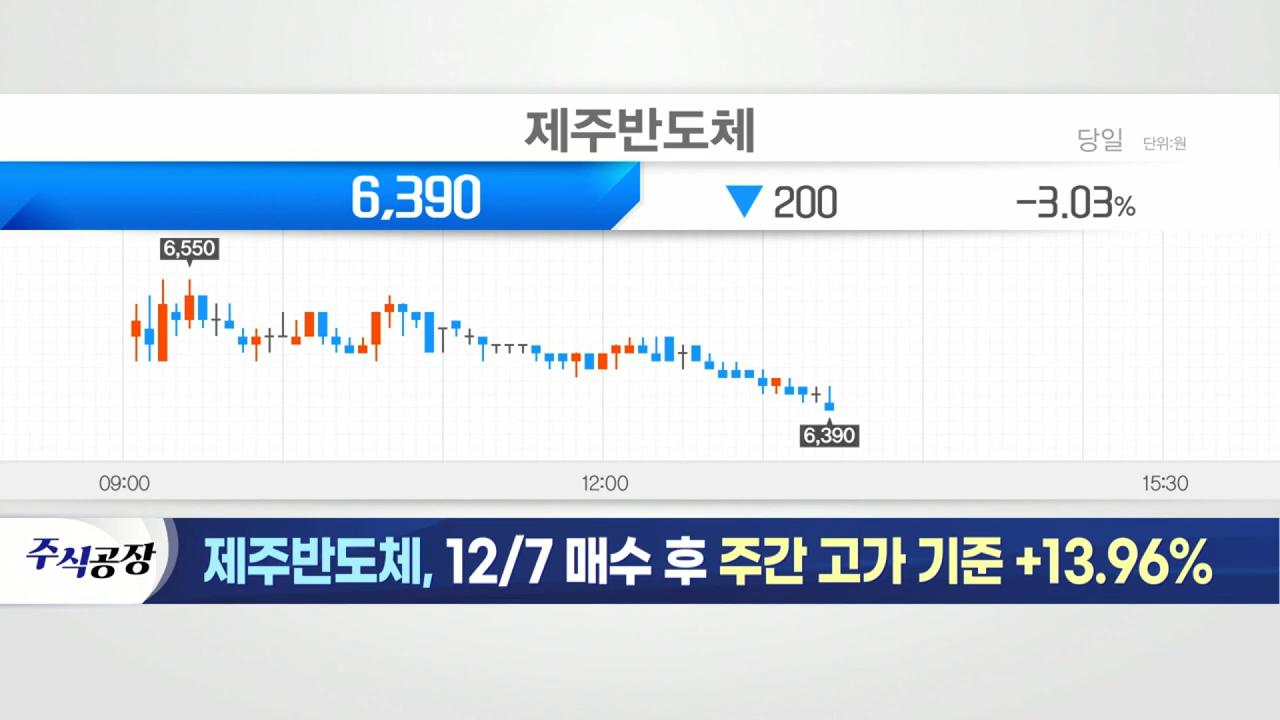 제주반도체
당일 단위:원
6,390 ▼ 200 -3.03%
6,550
6,390
09:00 12:00 15:30
주식공장
제주반도체, 12/7 매수 후 주간 고가 기준 +13.96%